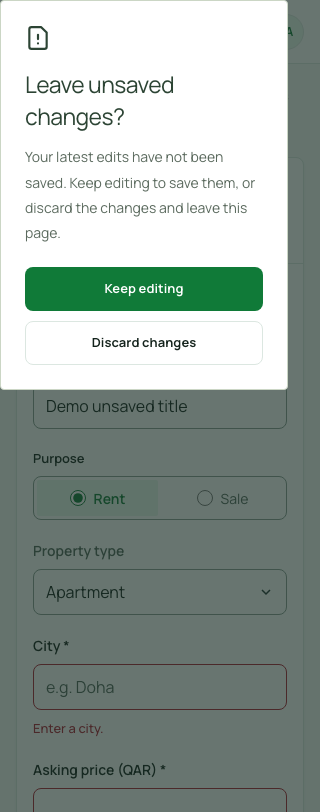 A
Leave unsaved
changes?
Your latest edits have not been
saved. Keep editing to save them, or
discard the changes and leave this
page.
Keep editing
Discard changes
Demo unsaved title
Purpose
Rent
Sale
Property type
Apartment
City *
e.g. Doha
Enter a city.
Asking price (QAR) *